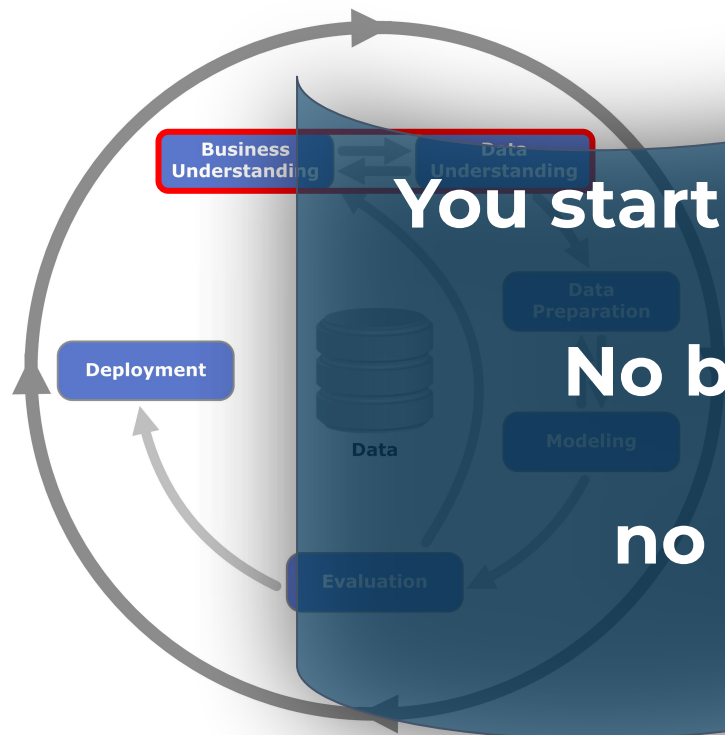 Business
Understanding
Data
Understanding
You start
Data
Preparation
No b
Deployment
Modeling
Data
no
Evaluation